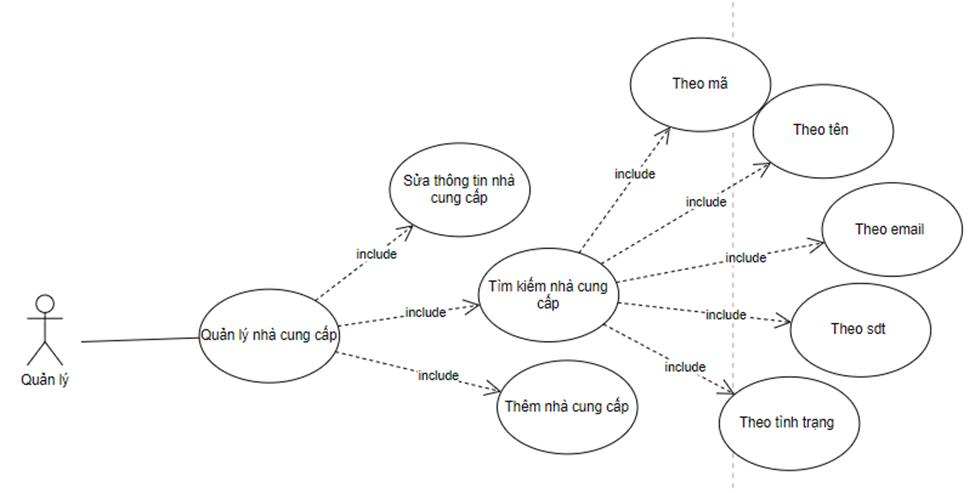 Theo mã
Theo tên
include
Sửa thông tin nhà
cung cấp
include
Theo email
include
include
Tìm kiếm nhà cung
cấp
include
include
Theo sdt
Quản lý nhà cung cấp
Quản lý
include
include
Thêm nhà cung cấp
Theo tình trạng